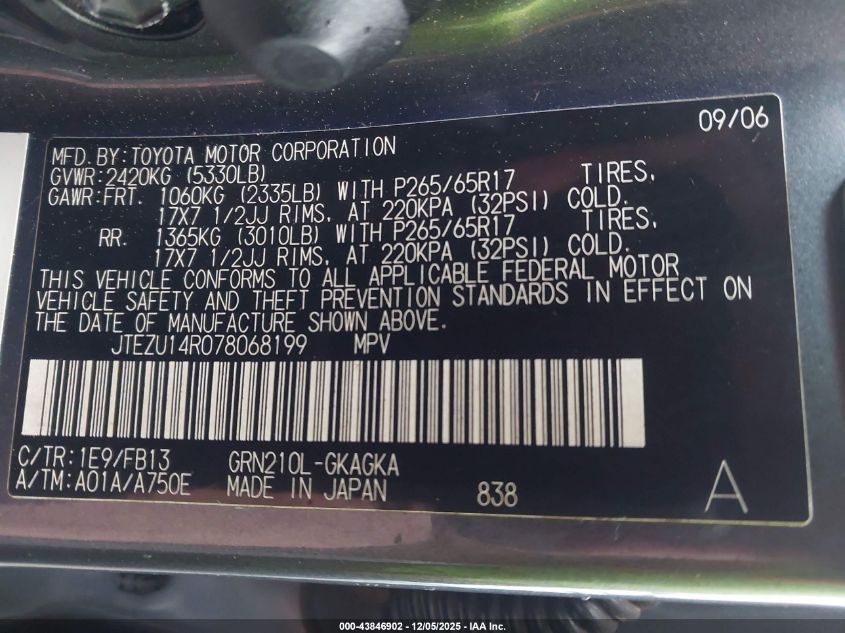 09/06
MFD.BY:TOYOTA MOTOR CORPORATION
GVWR:2420KG (5330LB)
GAWR:FRT. 1060KG (2335LB) WITH P265/65R17 TIRES,
17X7 1/2JJ RIMS, AT 220KPA (32PSI) COLD.
RR. 1365KG (3010LB) WITH P265/65R17 TIRES,
17X7 1/2JJ RIMS, AT 220KPA (32PSI) COLD.
THIS VEHICLE CONFORMS TO ALL APPLICABLE FEDERAL MOTOR
VEHICLE SAFETY AND THEFT PREVENTION STANDARDS IN EFFECT ON
THE DATE OF MANUFACTURE SHOWN ABOVE.
JTEZU14R078068199 MPV
C/TR:1E9/FB13 GRN210L-GKAGKA
A/TM:A01A/A750E MADE IN JAPAN 838 A
000-43846902 - 12/05/2025 - IAA Inc.